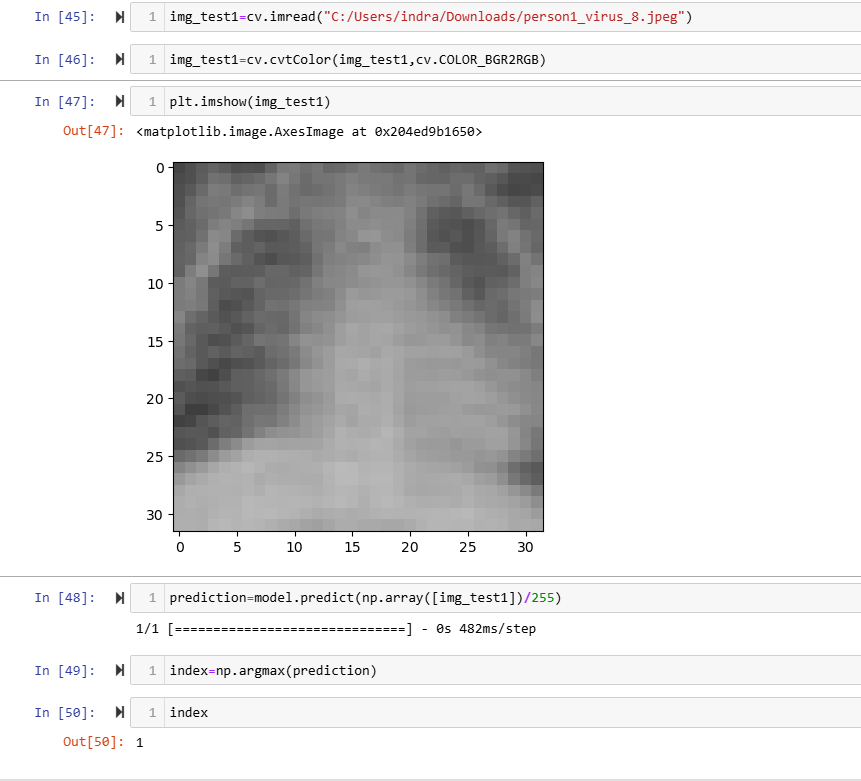 In [45]: 1 img_test1=cv.imread("C:/Users/indra/Downloads/person1_virus_8.jpeg")
In [46]: 1 img_test1=cv.cvtColor(img_test1,cv.COLOR_BGR2RGB)
In [47]: 1 plt.imshow(img_test1)
Out[47]: <matplotlib.image.AxesImage at 0x204ed9b1650>
0
5
10
15
20
25
30
0 5 10 15 20 25 30
In [48]: 1 prediction=model.predict(np.array([img_test1])/255)
1/1 [==============================] - 0s 482ms/step
In [49]: 1 index=np.argmax(prediction)
In [50]: 1 index
Out[50]: 1